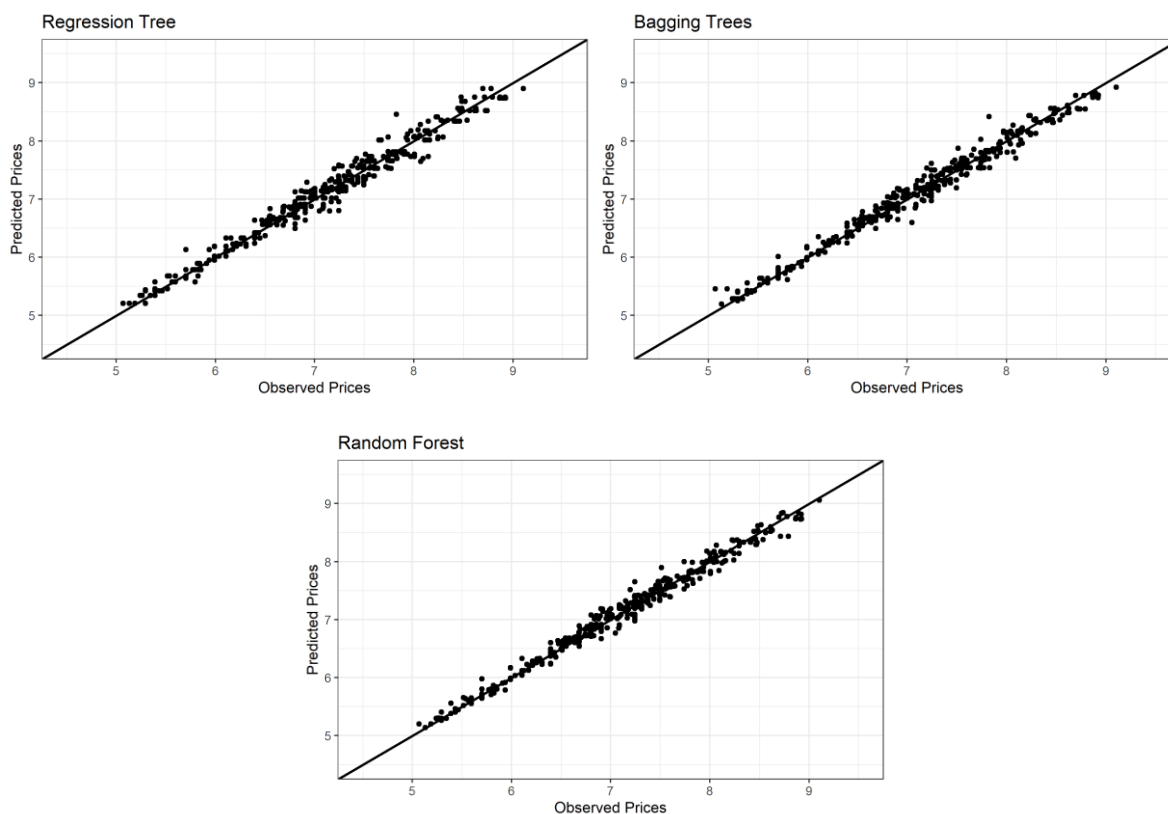 Regression Tree
9
8
7
6
5
Predicted Prices
5 6 7 8 9
Observed Prices
Bagging Trees
9
8
7
6
5
Predicted Prices
5 6 7 8 9
Observed Prices
Random Forest
9
8
7
6
5
Predicted Prices
5 6 7 8 9
Observed Prices